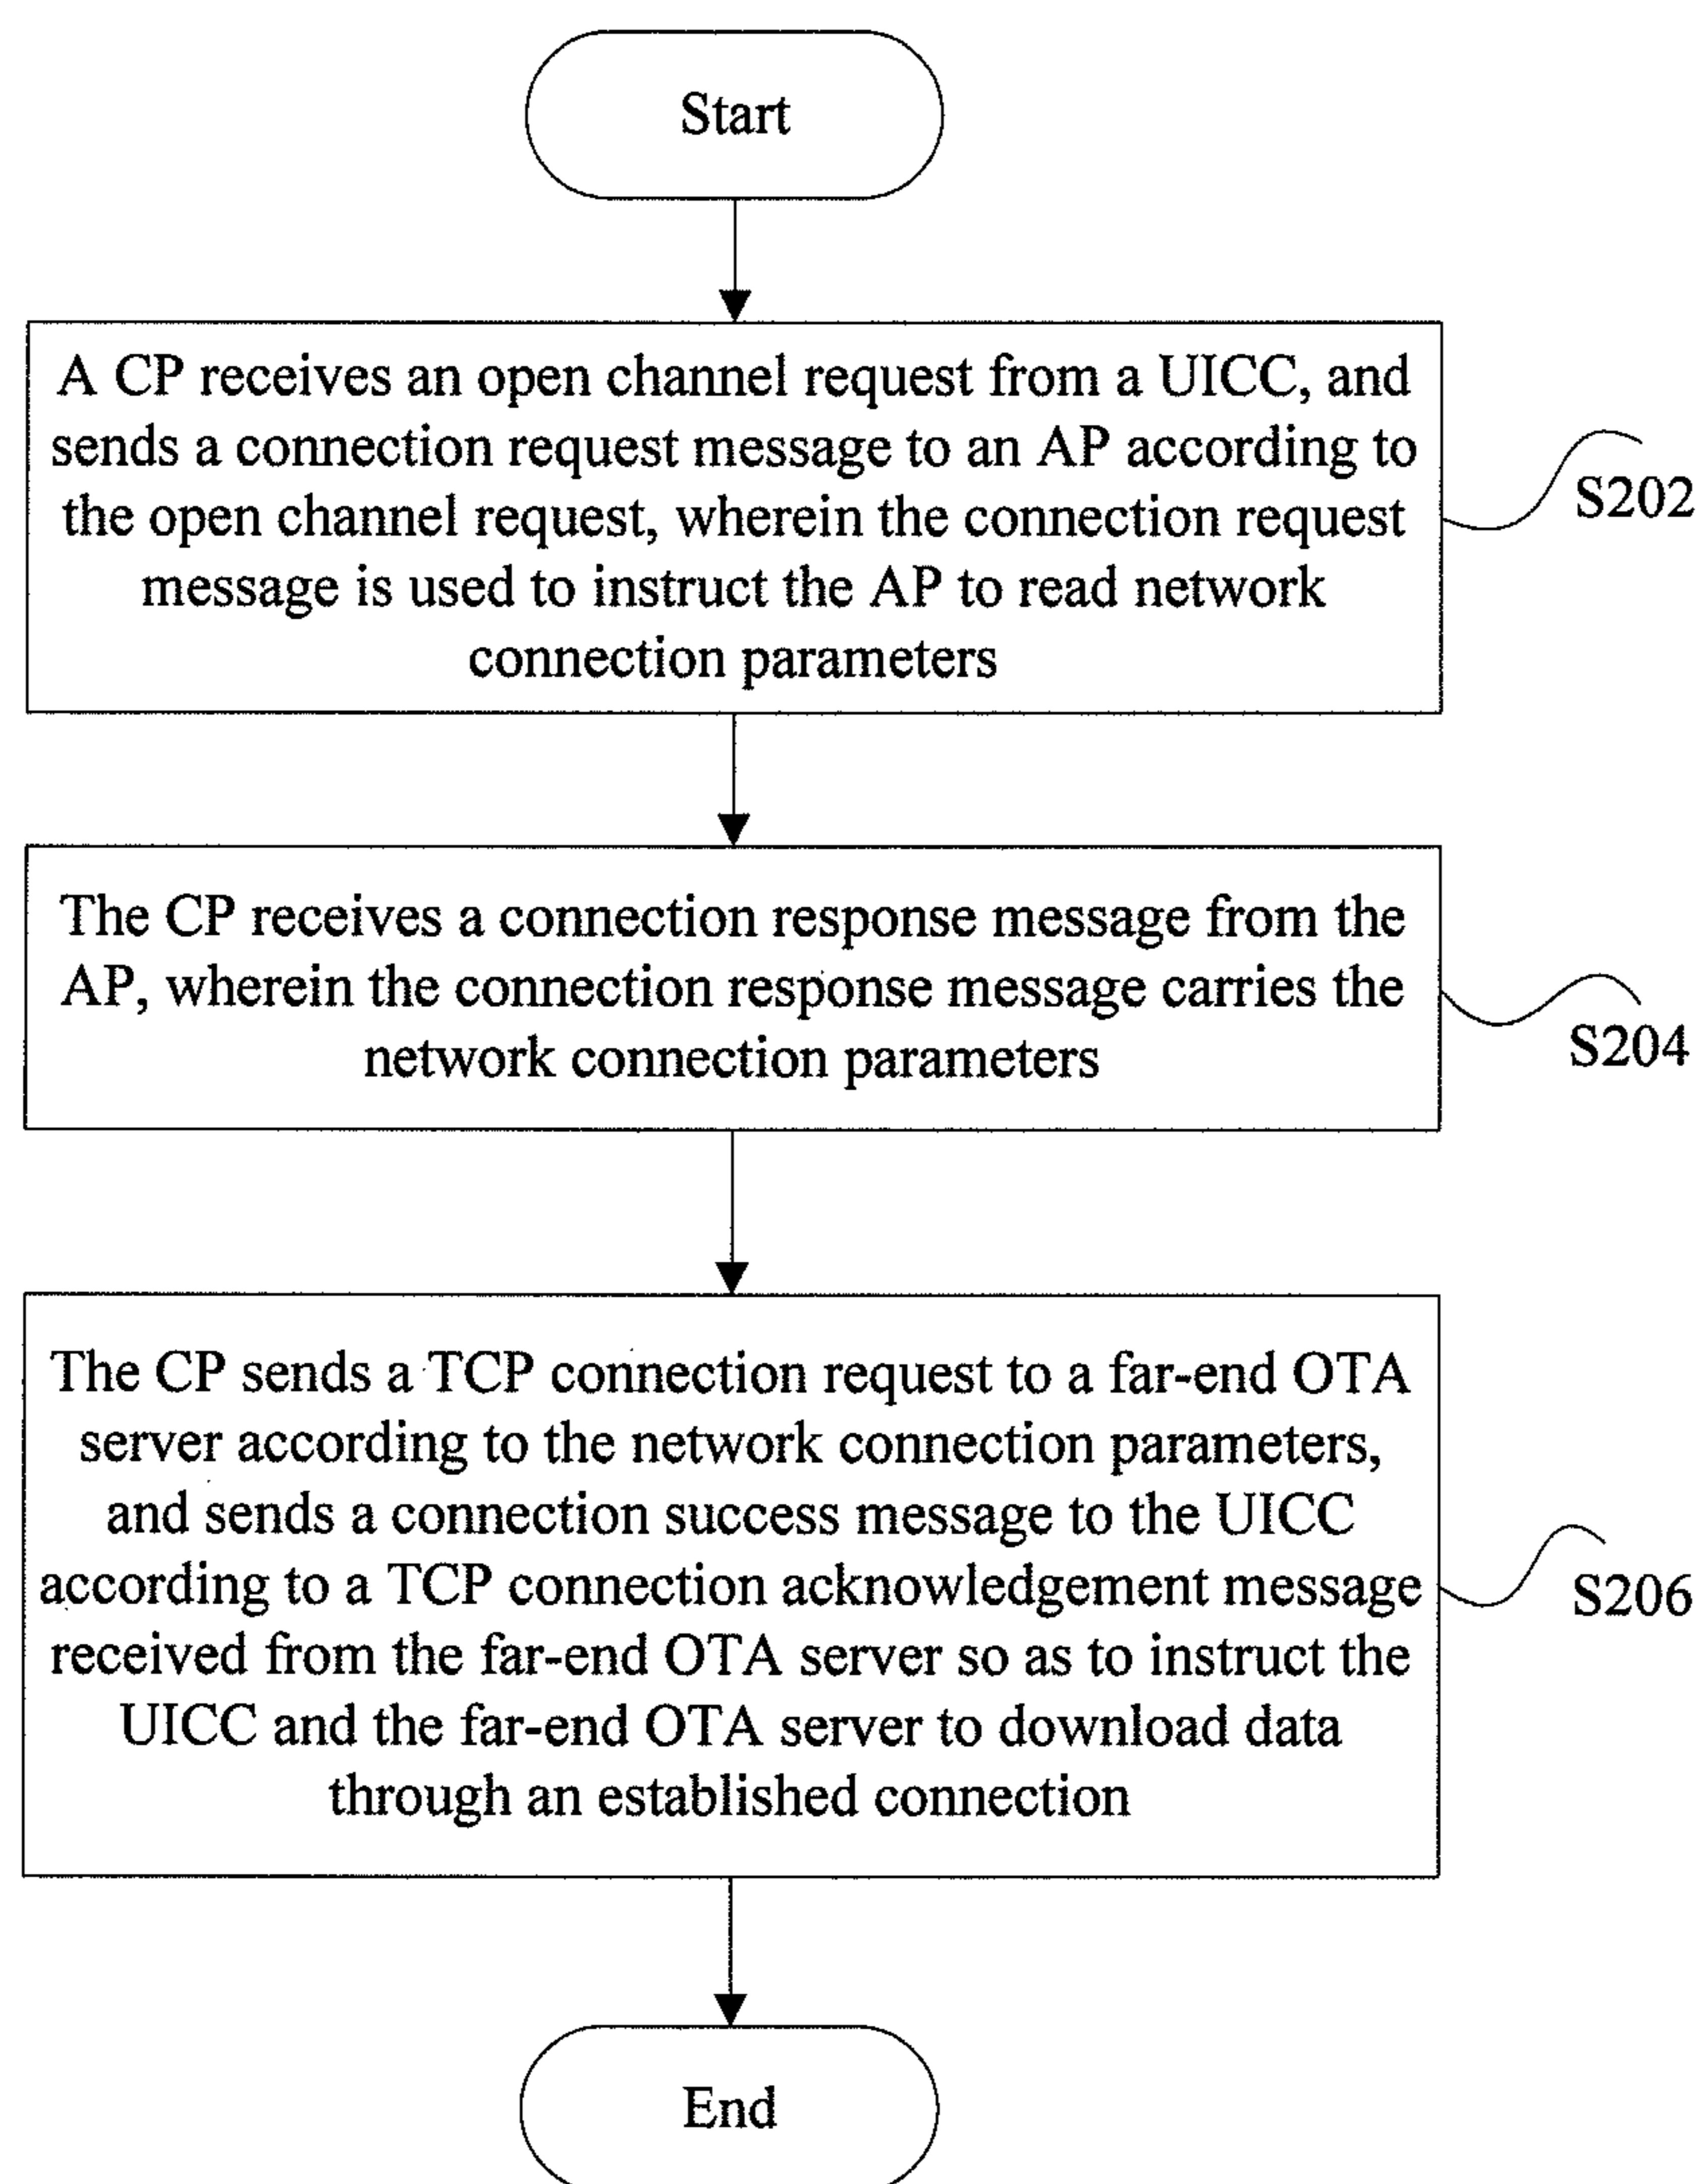 Start
A CP receives an open channel request from a UICC, and
sends a connection request message to an AP according to
the open channel request, wherein the connection request
message is used to instruct the AP to read network
connection parameters
S202
The CP receives a connection response message from the
AP, wherein the connection response message carries the
network connection parameters
S204
The CP sends a TCP connection request to a far-end OTA
server according to the network connection parameters,
and sends a connection success message to the UICC
according to a TCP connection acknowledgement message
received from the far-end OTA server so as to instruct the
UICC and the far-end OTA server to download data
through an established connection
S206
End